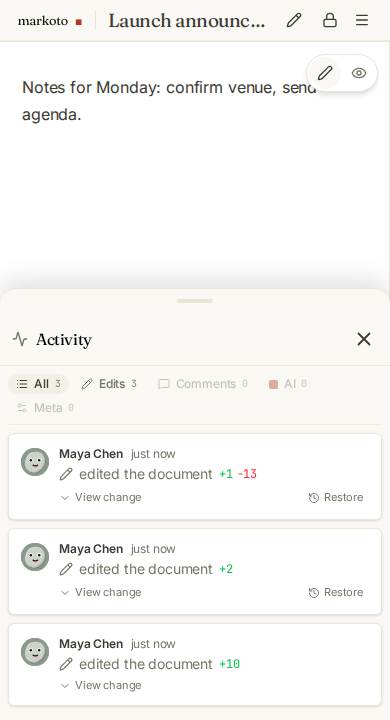 markoto
Launch announc...
Notes for Monday: confirm venue, send
agenda.
Activity
All 3 Edits 3 Comments 0 AI 0
Meta 0
Maya Chen just now
edited the document +1 -13
View change Restore
Maya Chen just now
edited the document +2
View change Restore
Maya Chen just now
edited the document +10
View change